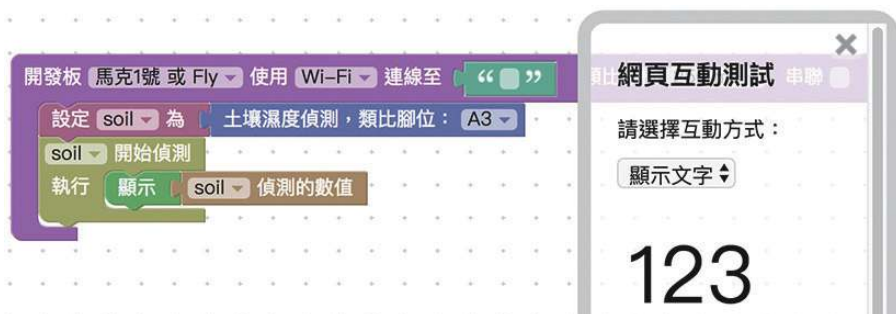 開發板 馬克1號 或 Fly 使用 Wi-Fi 連線至 “ ” 類比 串聯
設定 soil 為 土壤濕度偵測,類比腳位: A3
soil 開始偵測
執行 顯示 soil 偵測的數值
網頁互動測試
請選擇互動方式:
顯示文字
123